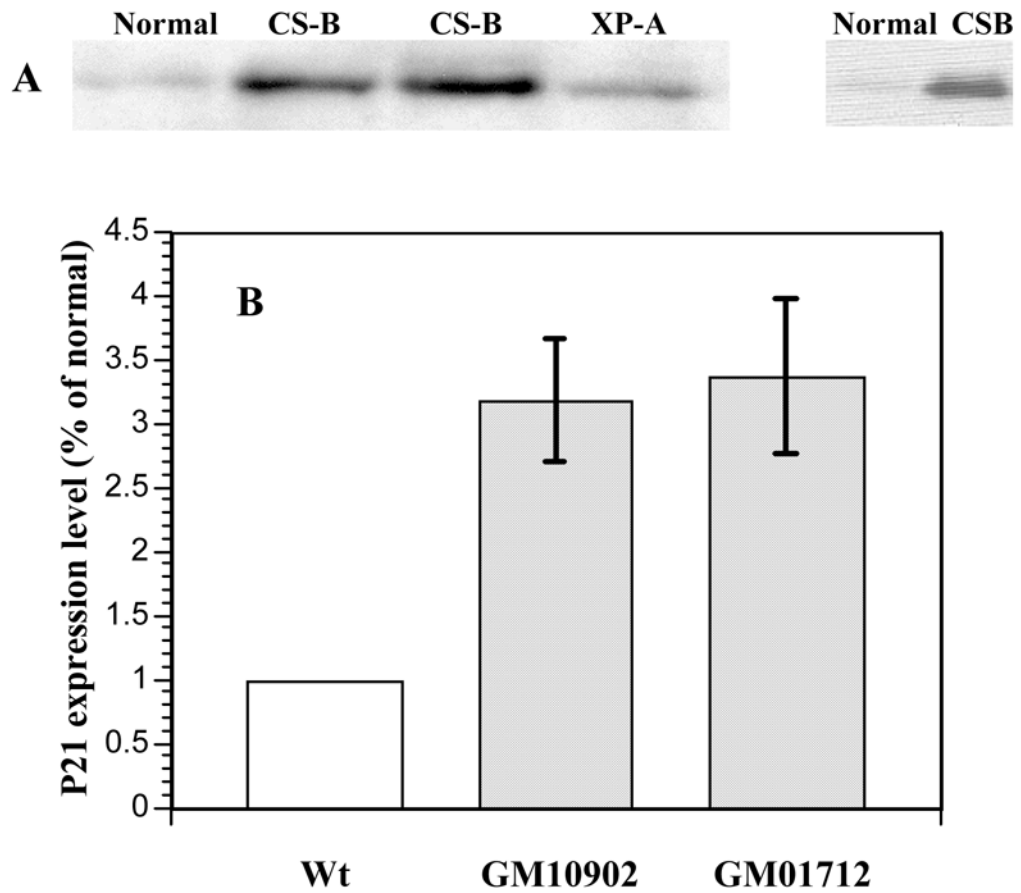 Normal CS-B CS-B XP-A Normal CSB
A
B
P21 expression level (% of normal)
4.5
4
3.5
3
2.5
2
1.5
1
0.5
0
Wt GM10902 GM01712